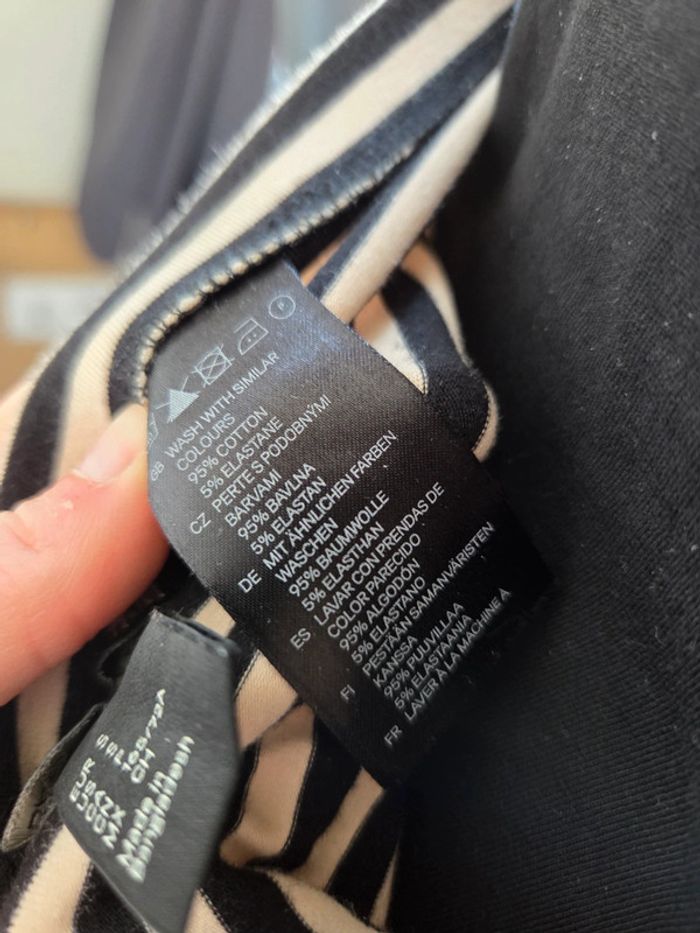 GB WASH WITH SIMILAR
COLOURS
95% COTTON
5% ELASTANE
CZ PERTE S PODOBNÝMI
BARVAMI
95% BAVLNA
5% ELASTAN
DE MIT ÄHNLICHEN FARBEN
WASCHEN
95% BAUMWOLLE
5% ELASTHAN
ES LAVAR CON PRENDAS DE
COLOR PARECIDO
95% ALGODÓN
5% ELASTANO
FI PESTÄÄN SAMANVÄRISTEN
KANSSA
95% PUUVILLAA
5% ELASTAANIA
FR LAVER À LA MACHINE À
EUR S
US S
Made in
Bangladesh